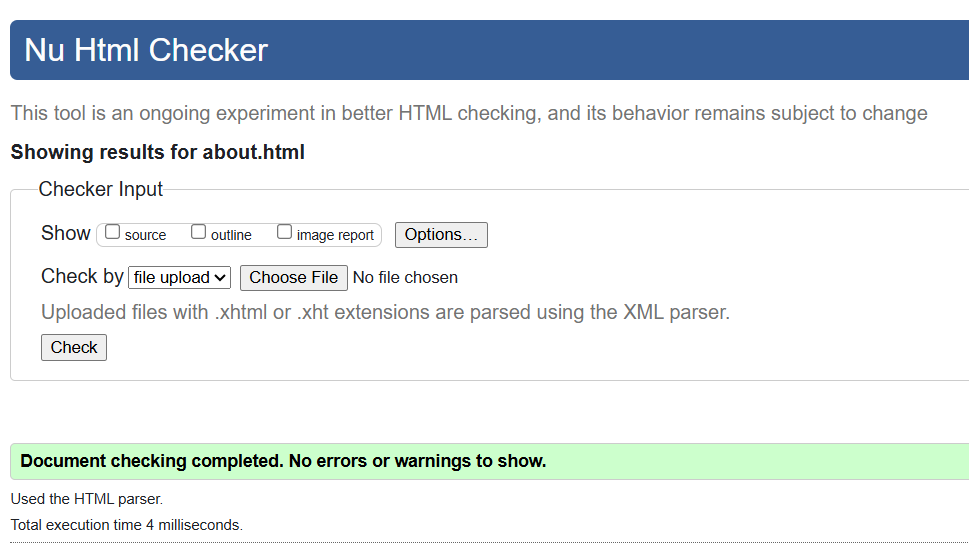 Nu Html Checker
This tool is an ongoing experiment in better HTML checking, and its behavior remains subject to change
Showing results for about.html
Checker Input
Show source outline image report Options...
Check by file upload Choose File No file chosen
Uploaded files with .xhtml or .xht extensions are parsed using the XML parser.
Check
Document checking completed. No errors or warnings to show.
Used the HTML parser.
Total execution time 4 milliseconds.